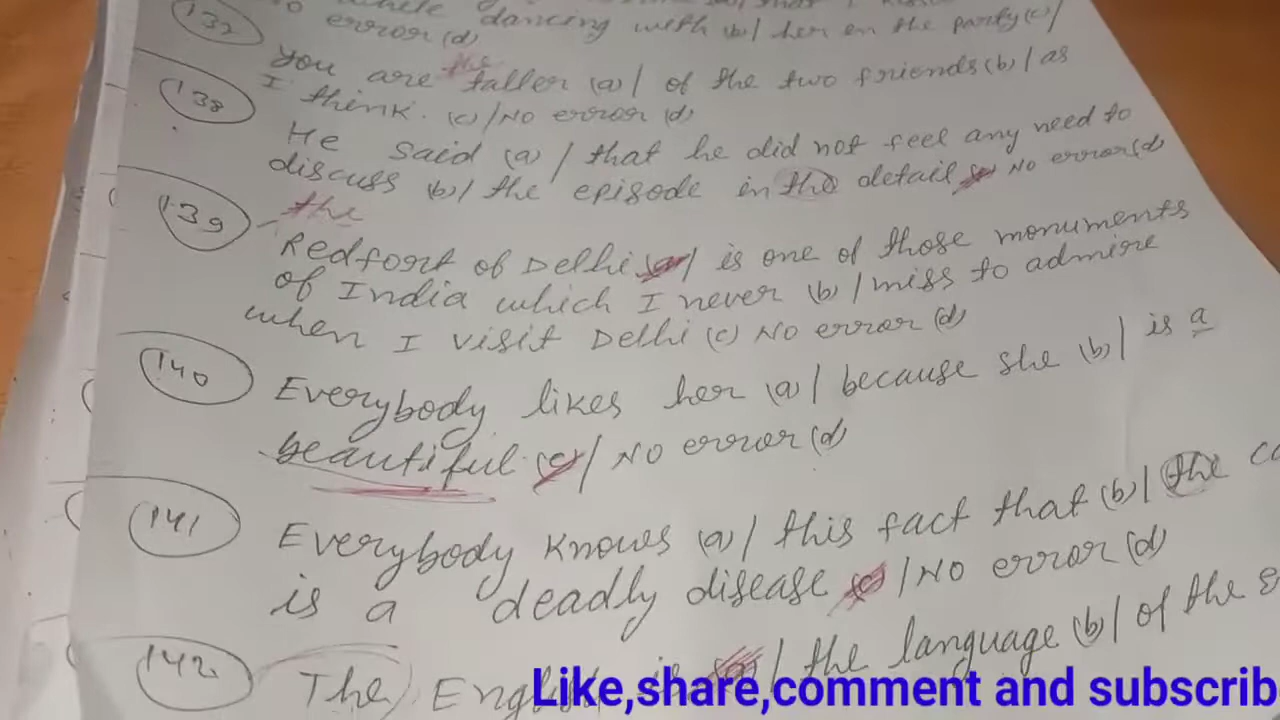 while dancing with (b)/ her on the party (c)/
error (d)
137
the
You are taller (a)/ of the two friends (b)/ as
I think. (c)/ No error (d)
138
He said (a)/ that he did not feel any need to
discuss (b)/ the episode in the detail No error (d)
139
the
Redfort of Delhi (a)/ is one of those monuments
of India which I never (b)/ miss to admire
when I visit Delhi (c) No error (d)
140
Everybody likes her (a)/ because she (b)/ is a
beautiful (c)/ No error (d)
141
Everybody knows (a)/ this fact that (b)/ the
is a deadly disease (c)/ No error (d)
142
The English is (a)/ the language (b)/ of the
Like,share,comment and subscrib